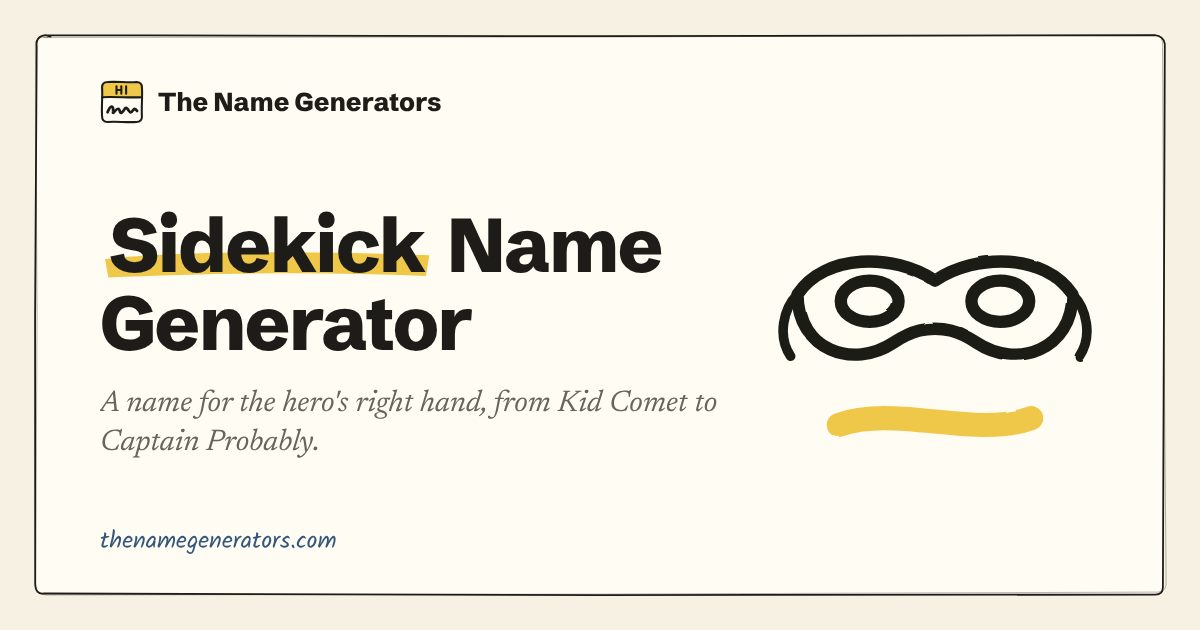 HI
The Name Generators
Sidekick Name
Generator
A name for the hero's right hand, from Kid Comet to
Captain Probably.
thenamegenerators.com